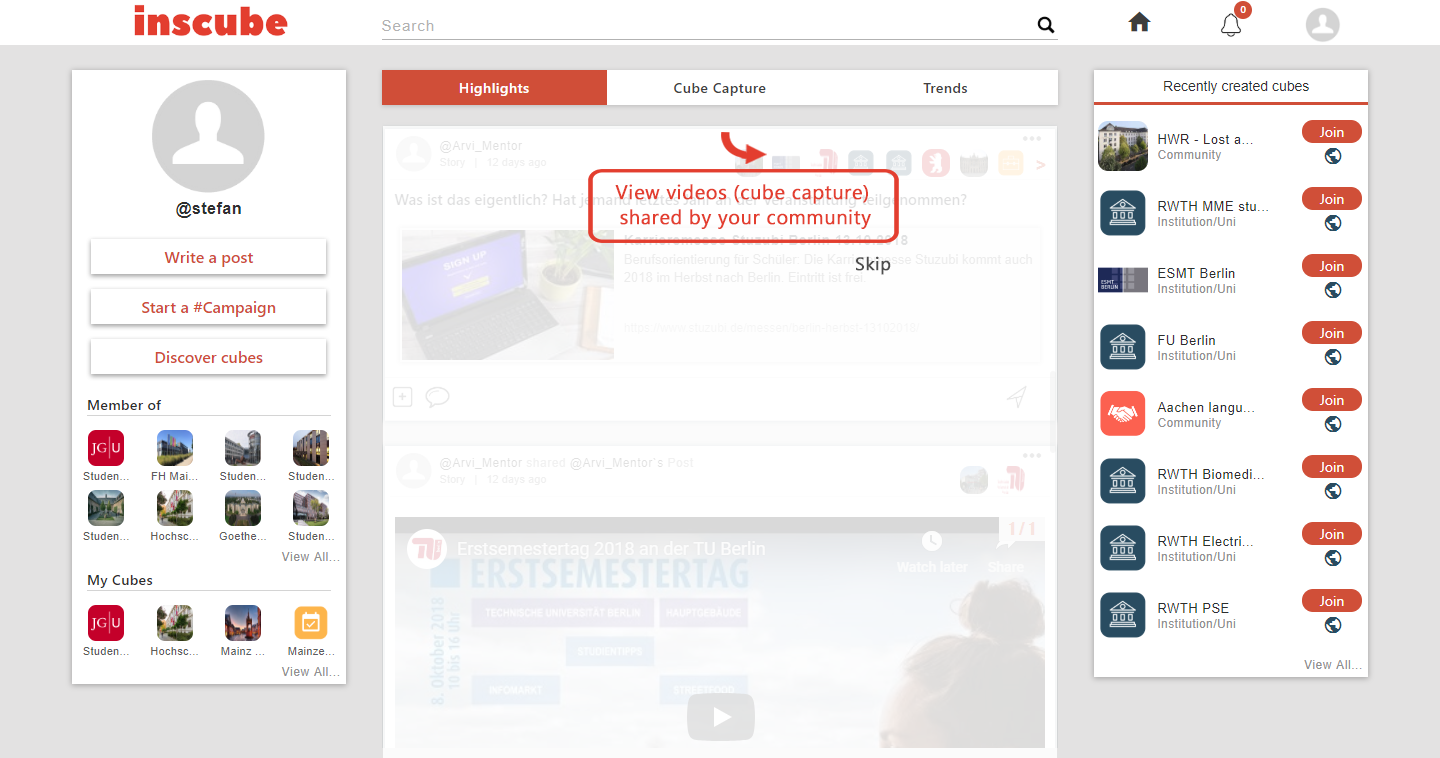 inscube
Search
0
@stefan
Write a post
Start a #Campaign
Discover cubes
Member of
Studen...
FH Mai...
Studen...
Studen...
Studen...
Hochsc...
Goethe...
Studen...
View All...
My Cubes
Studen...
Hochsc...
Mainz ...
Mainze...
View All...
Highlights
Cube Capture
Trends
@Arvi_Mentor
Story | 12 days ago
View videos (cube capture)
shared by your community
Skip
Was ist das eigentlich? Hat jemand letztes Jahr an der Veranstaltung teilgenommen?
SIGN UP
Karrieremesse Stuzubi Berlin 13.10.2018
Berufsorientierung für Schüler. Die Karrieremesse Stuzubi kommt auch
2018 im Herbst nach Berlin. Eintritt ist frei.
https://www.stuzubi.de/messen/berlin-herbst-13102018/
@Arvi_Mentor shared @Arvi_Mentor`s Post
Story | 12 days ago
1 / 1
Erstsemestertag 2018 an der TU Berlin
Watch later
Share
ERSTSEMESTERTAG
8. Oktober 2018
10 bis 16 Uhr
TECHNISCHE UNIVERSITÄT BERLIN
HAUPTGEBÄUDE
STUDIENTIPPS
INFOMARKT
STREETFOOD
Recently created cubes
HWR - Lost a...
Community
Join
RWTH MME stu...
Institution/Uni
Join
ESMT
BERLIN
ESMT Berlin
Institution/Uni
Join
FU Berlin
Institution/Uni
Join
Aachen langu...
Community
Join
RWTH Biomedi...
Institution/Uni
Join
RWTH Electri...
Institution/Uni
Join
RWTH PSE
Institution/Uni
Join
View All...